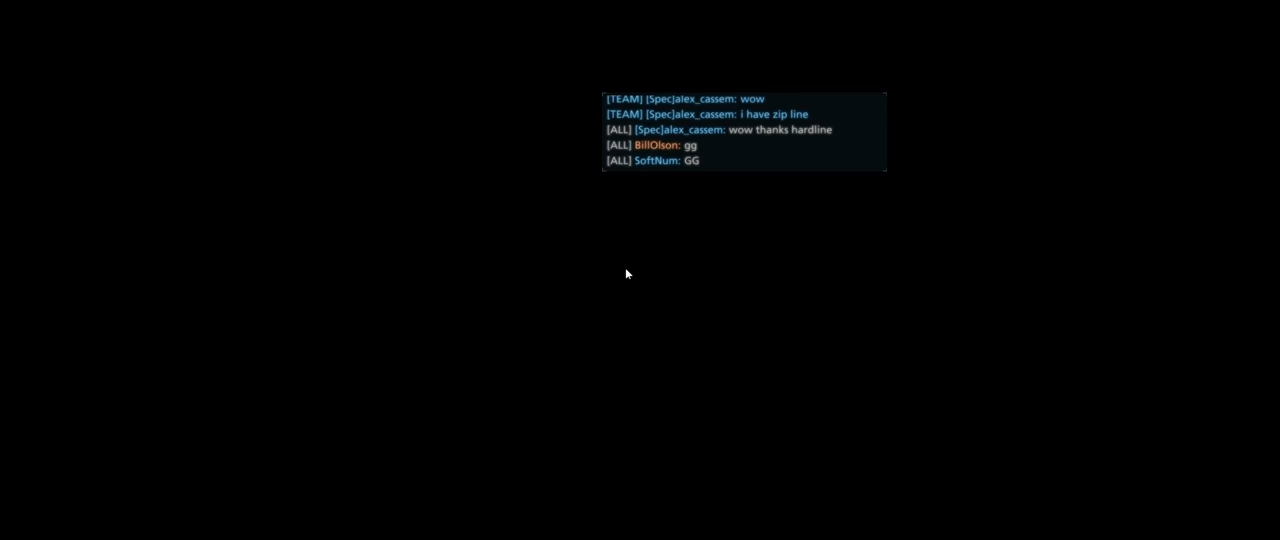 [TEAM] [Spec]alex_cassem: wow
[TEAM] [Spec]alex_cassem: i have zip line
[ALL] [Spec]alex_cassem: wow thanks hardline
[ALL] BillOlson: gg
[ALL] SoftNum: GG